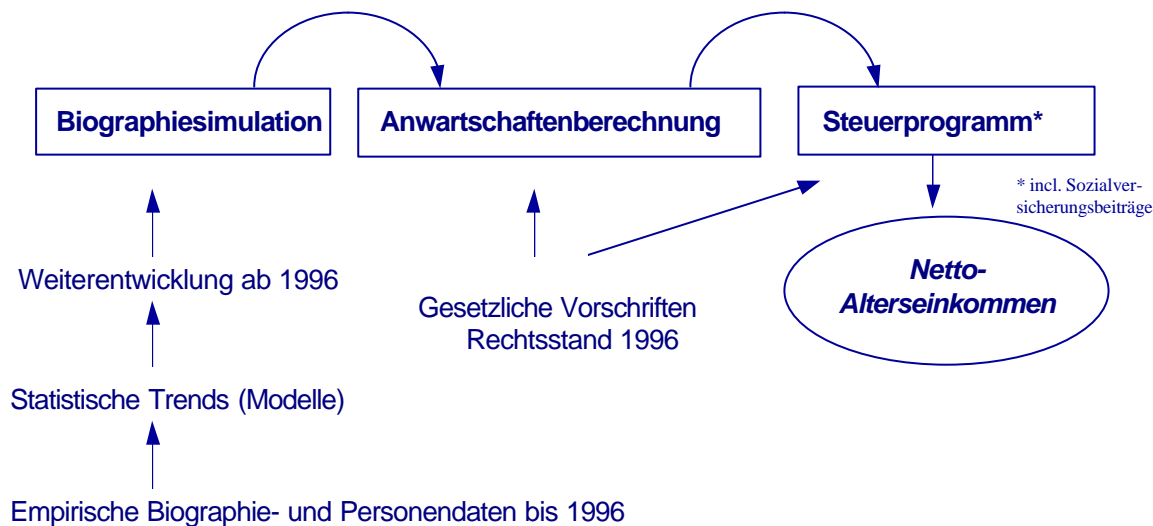 Biographiesimulation
Anwartschaftenberechnung
Steuerprogramm*
* incl. Sozialver-
sicherungsbeiträge
Weiterentwicklung ab 1996
Gesetzliche Vorschriften
Rechtsstand 1996
Netto-
Alterseinkommen
Statistische Trends (Modelle)
Empirische Biographie- und Personendaten bis 1996